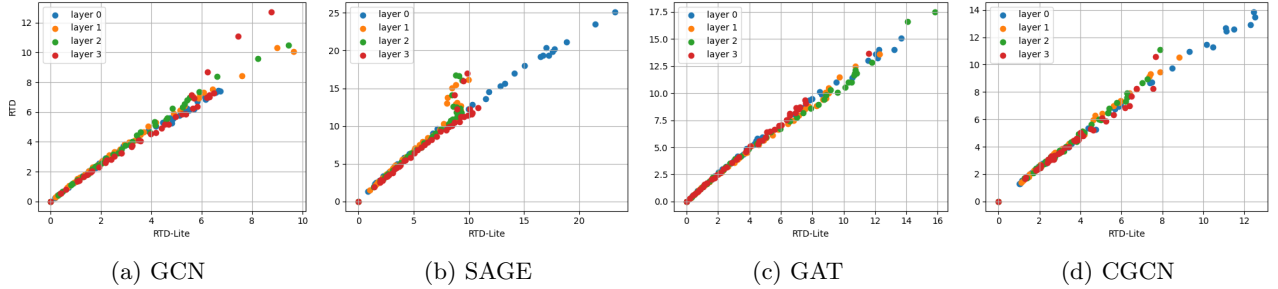 layer 0
layer 1
layer 2
layer 3
12
10
8
6
4
2
0
RTD
0 2 4 6 8 10
RTD-Lite
(a) GCN
layer 0
layer 1
layer 2
layer 3
25
20
15
10
5
0
0 5 10 15 20
RTD-Lite
(b) SAGE
layer 0
layer 1
layer 2
layer 3
17.5
15.0
12.5
10.0
7.5
5.0
2.5
0.0
0 2 4 6 8 10 12 14 16
RTD-Lite
(c) GAT
layer 0
layer 1
layer 2
layer 3
14
12
10
8
6
4
2
0
0 2 4 6 8 10 12
RTD-Lite
(d) CGCN